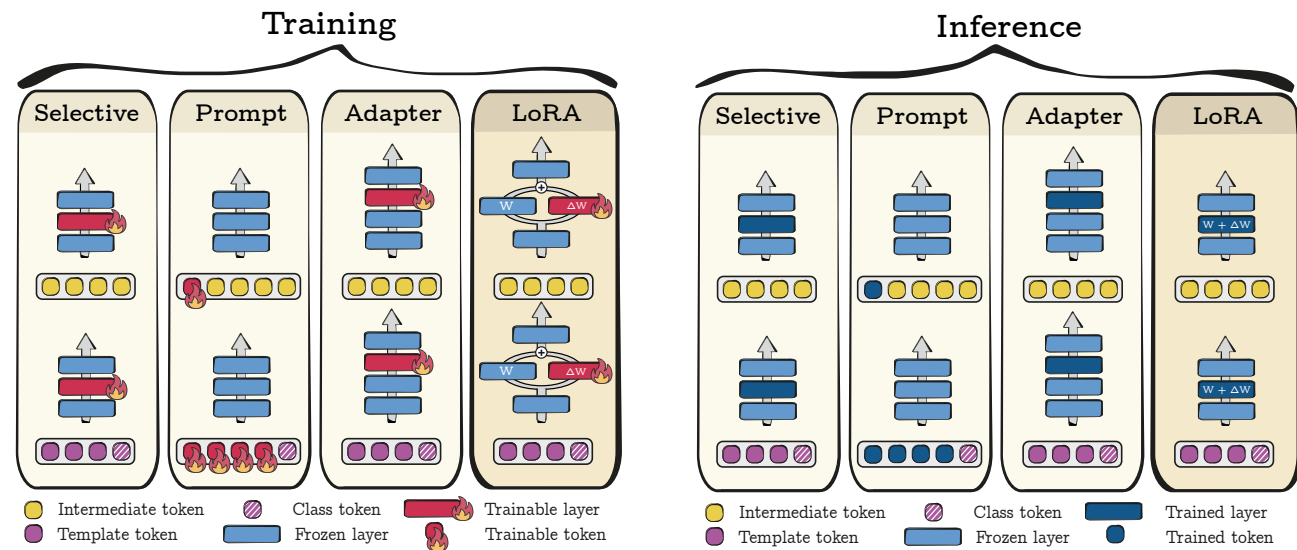 Training
Selective
Prompt
Adapter
LoRA
W
ΔW
W
ΔW
Intermediate token
Class token
Trainable layer
Template token
Frozen layer
Trainable token
Inference
Selective
Prompt
Adapter
LoRA
W + ΔW
W + ΔW
Intermediate token
Class token
Trained layer
Template token
Frozen layer
Trained token